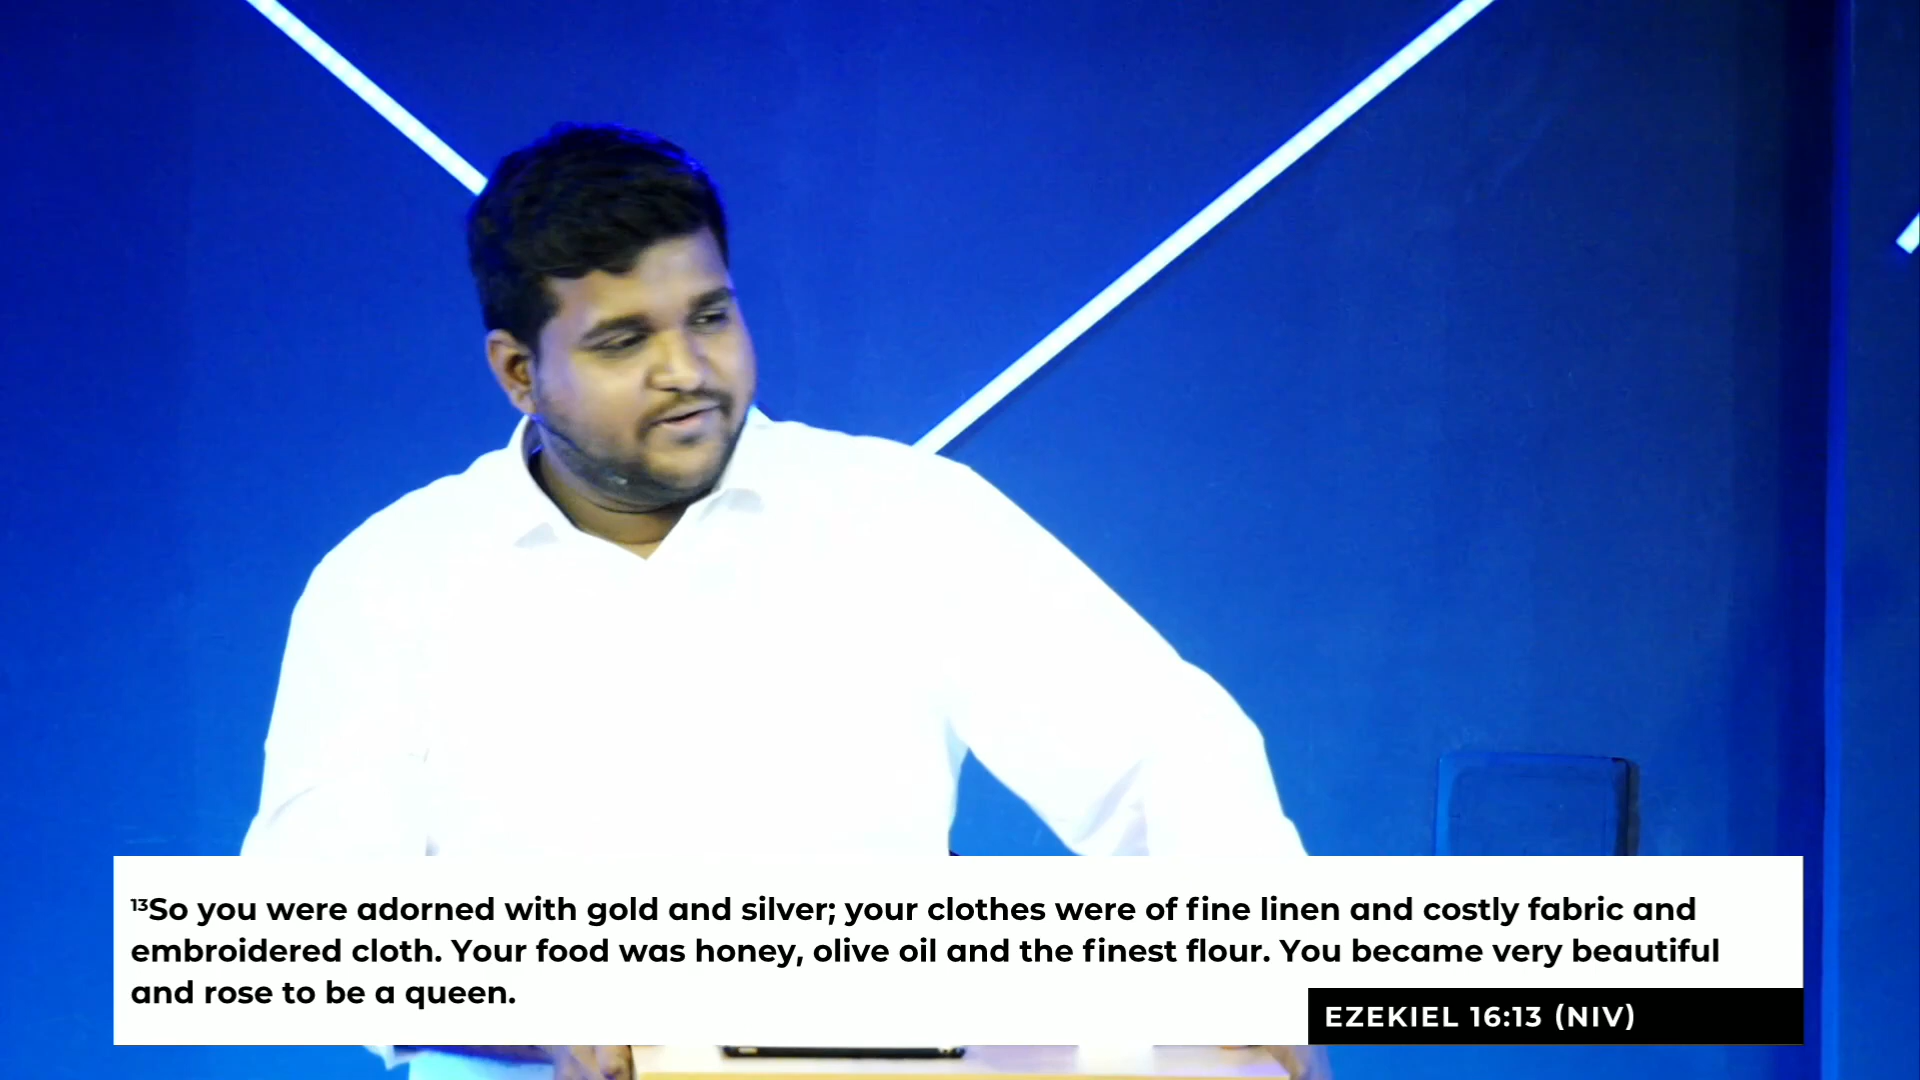 ¹³So you were adorned with gold and silver; your clothes were of fine linen and costly fabric and
embroidered cloth. Your food was honey, olive oil and the finest flour. You became very beautiful
and rose to be a queen.
EZEKIEL 16:13 (NIV)